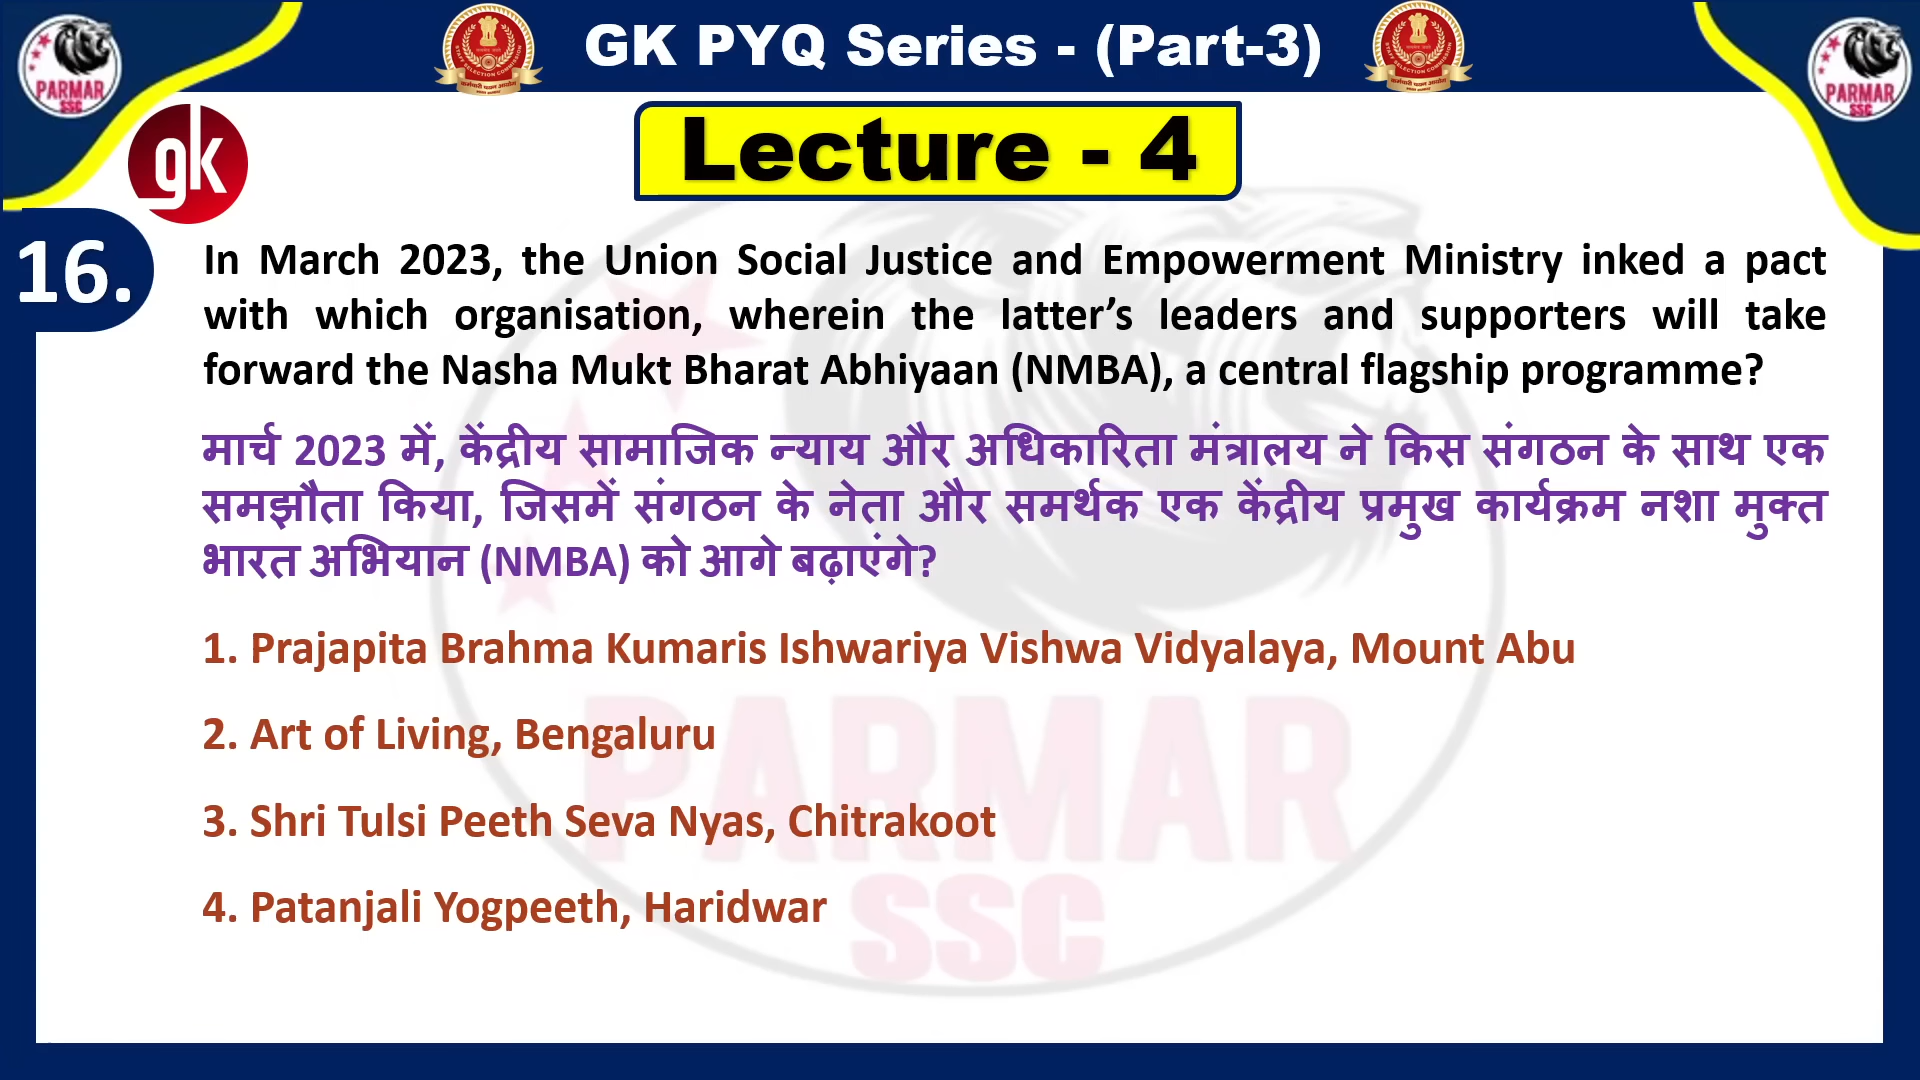 PARMAR
SSC
GK PYQ Series - (Part-3)
PARMAR
SSC
gk
Lecture - 4
16.
In March 2023, the Union Social Justice and Empowerment Ministry inked a pact
with which organisation, wherein the latter’s leaders and supporters will take
forward the Nasha Mukt Bharat Abhiyaan (NMBA), a central flagship programme?
मार्च 2023 में, केंद्रीय सामाजिक न्याय और अधिकारिता मंत्रालय ने किस संगठन के साथ एक
समझौता किया, जिसमें संगठन के नेता और समर्थक एक केंद्रीय प्रमुख कार्यक्रम नशा मुक्त
भारत अभियान (NMBA) को आगे बढ़ाएंगे?
1. Prajapita Brahma Kumaris Ishwariya Vishwa Vidyalaya, Mount Abu
2. Art of Living, Bengaluru
3. Shri Tulsi Peeth Seva Nyas, Chitrakoot
4. Patanjali Yogpeeth, Haridwar
PARMAR
SSC